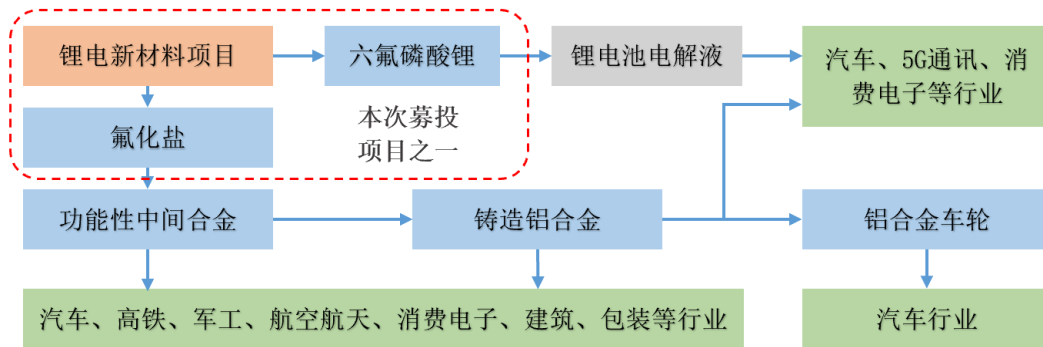 锂电新材料项目
六氟磷酸锂
锂电池电解液
汽车、5G通讯、消
费电子等行业
氟化盐
本次募投
项目之一
功能性中间合金
铸造铝合金
铝合金车轮
汽车、高铁、军工、航空航天、消费电子、建筑、包装等行业
汽车行业